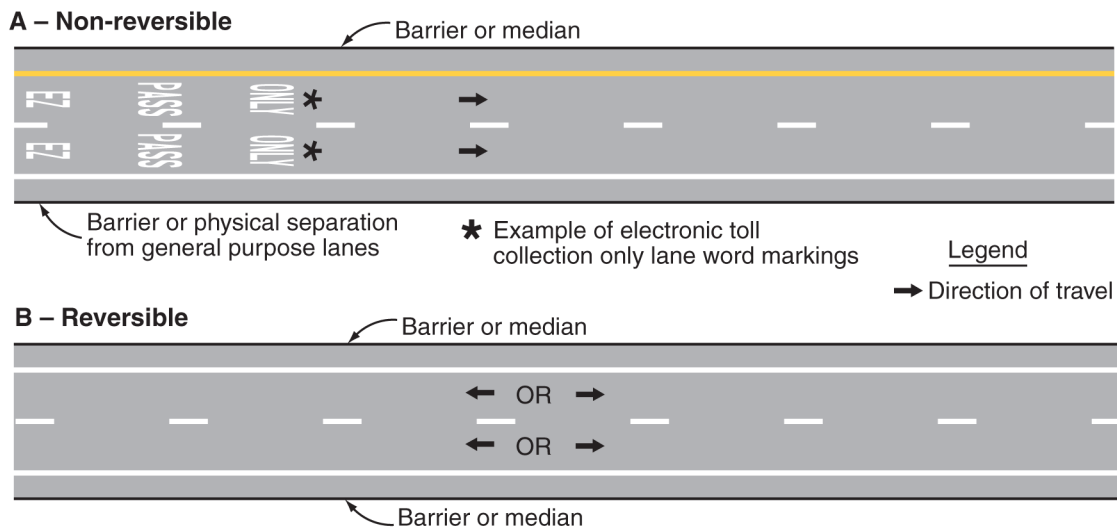 A – Non-reversible
Barrier or median
EZ PASS ONLY *
EZ PASS ONLY *
Barrier or physical separation
from general purpose lanes
* Example of electronic toll
collection only lane word markings
Legend
Direction of travel
B – Reversible
Barrier or median
OR
OR
Barrier or median